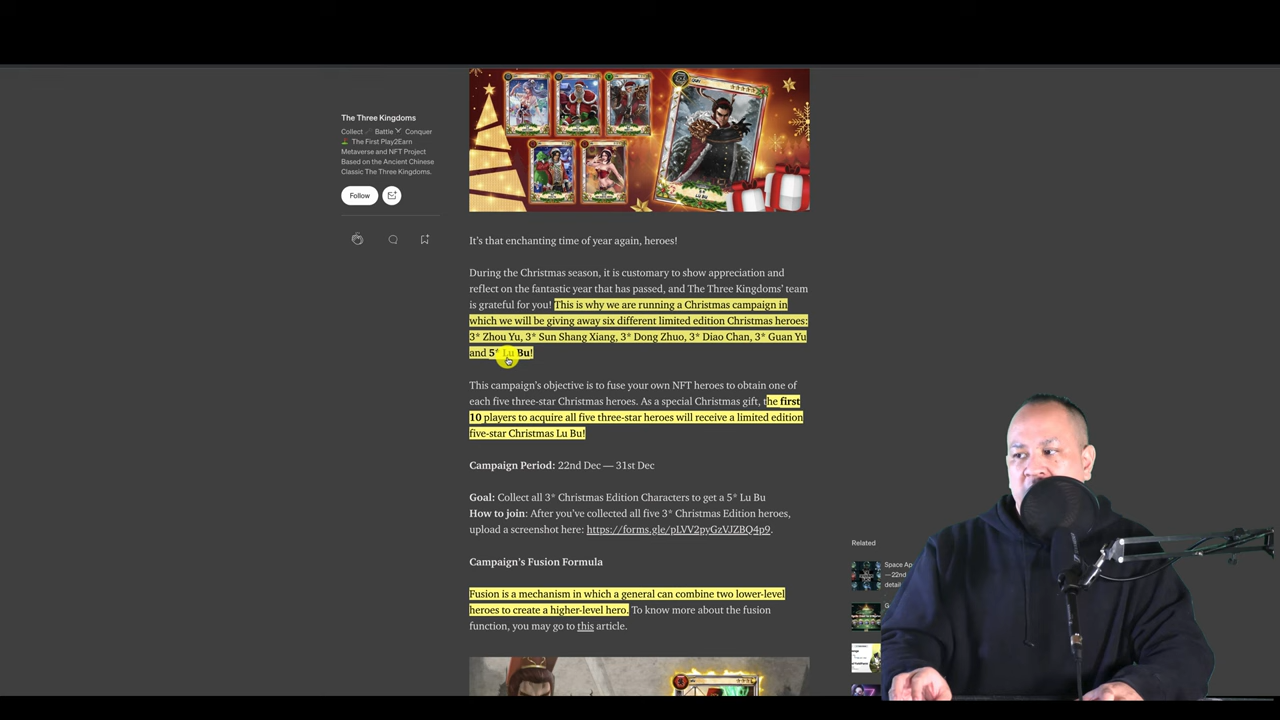 The Three Kingdoms
Collect Battle Conquer
The First Play2Earn
Metaverse and NFT Project
Based on the Ancient Chinese
Classic The Three Kingdoms.
Follow
LU BU
It's that enchanting time of year again, heroes!
During the Christmas season, it is customary to show appreciation and
reflect on the fantastic year that has passed, and The Three Kingdoms' team
is grateful for you! This is why we are running a Christmas campaign in
which we will be giving away six different limited edition Christmas heroes:
3* Zhou Yu, 3* Sun Shang Xiang, 3* Dong Zhuo, 3* Diao Chan, 3* Guan Yu
and 5* Lu Bu!
This campaign's objective is to fuse your own NFT heroes to obtain one of
each five three-star Christmas heroes. As a special Christmas gift, the first
10 players to acquire all five three-star heroes will receive a limited edition
five-star Christmas Lu Bu!
Campaign Period: 22nd Dec — 31st Dec
Goal: Collect all 3* Christmas Edition Characters to get a 5* Lu Bu
How to join: After you've collected all five 3* Christmas Edition heroes,
upload a screenshot here: https://forms.gle/pLVV2pyGzVJZBQ4p9.
Campaign's Fusion Formula
Fusion is a mechanism in which a general can combine two lower-level
heroes to create a higher-level hero. To know more about the fusion
function, you may go to this article.
Related
Space Ap
—22nd
detail
G